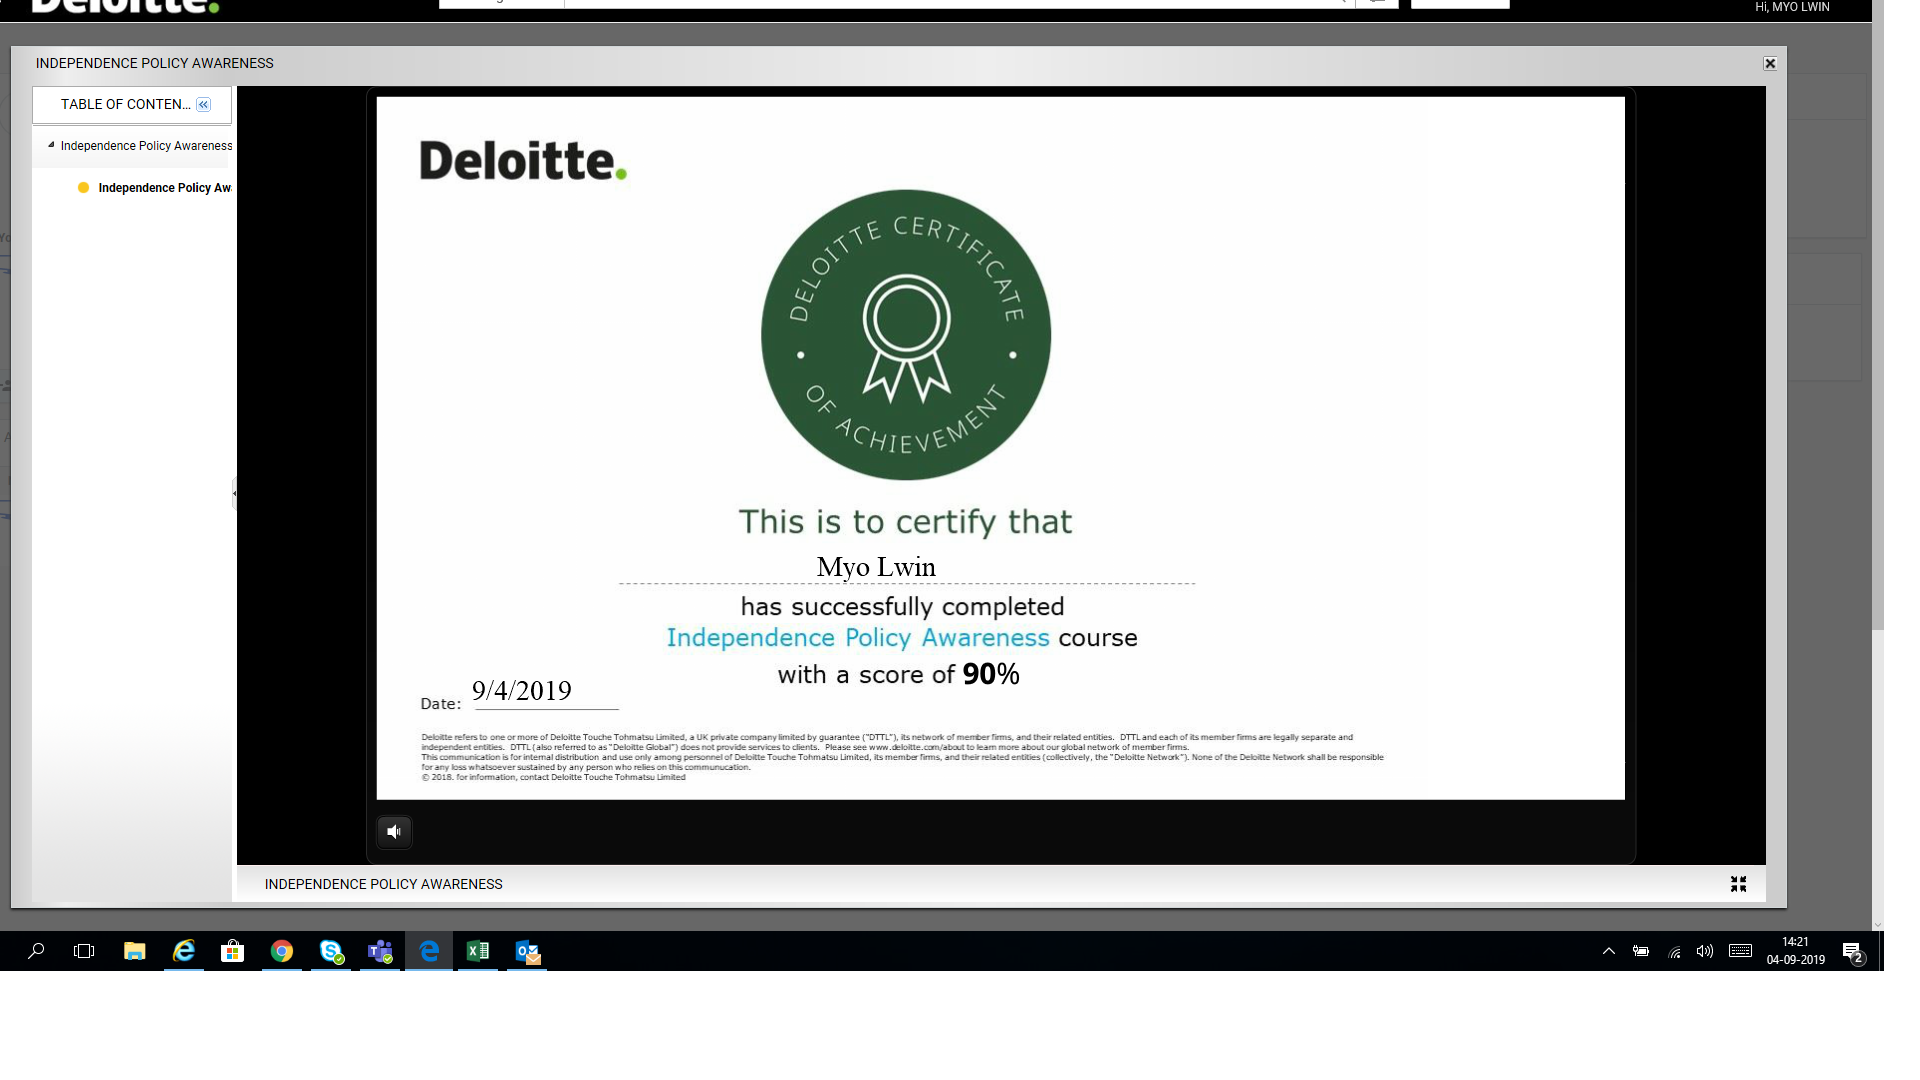 Deloitte.
Hi, MYO LWIN
INDEPENDENCE POLICY AWARENESS
TABLE OF CONTEN...
Independence Policy Awareness
Independence Policy Aw
Deloitte.
DELOITTE CERTIFICATE
OF ACHIEVEMENT
This is to certify that
Myo Lwin
has successfully completed
Independence Policy Awareness course
with a score of 90%
Date: 9/4/2019
Deloitte refers to one or more of Deloitte Touche Tohmatsu Limited, a UK private company limited by guarantee ("DTTL"), its network of member firms, and their related entities. DTTL and each of its member firms are legally separate and
independent entities. DTTL (also referred to as "Deloitte Global") does not provide services to clients. Please see www.deloitte.com/about to learn more about our global network of member firms.
This communication is for internal distribution and use only among personnel of Deloitte Touche Tohmatsu Limited, its member firms, and their related entities (collectively, the "Deloitte Network"). None of the Deloitte Network shall be responsible
for any loss whatsoever sustained by any person who relies on this communucation.
© 2018. for information, contact Deloitte Touche Tohmatsu Limited
INDEPENDENCE POLICY AWARENESS
14:21
04-09-2019
2